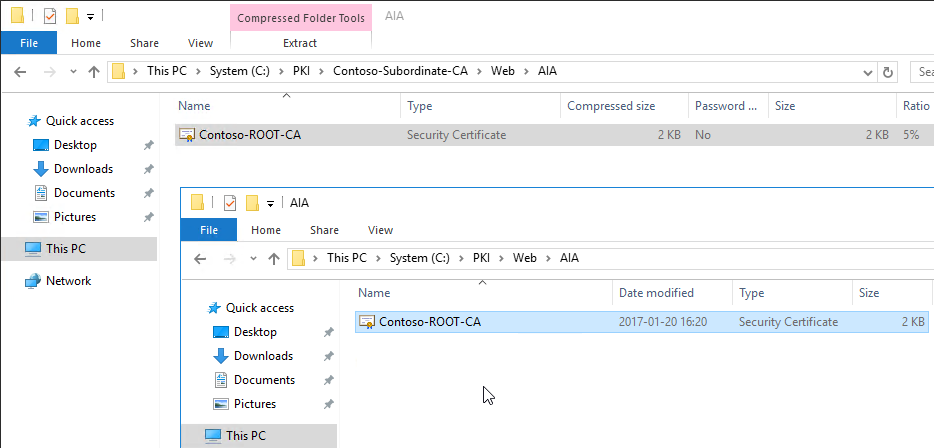 Compressed Folder Tools AIA
File Home Share View Extract
This PC System (C:) PKI Contoso-Subordinate-CA Web AIA
Name Type Compressed size Password ... Size Ratio
Contoso-ROOT-CA Security Certificate 2 KB No 2 KB 5%
Quick access
Desktop
Downloads
Documents
Pictures
This PC
Network
AIA
File Home Share View
This PC System (C:) PKI Web AIA
Name Date modified Type Size
Contoso-ROOT-CA 2017-01-20 16:20 Security Certificate 2 KB
Quick access
Desktop
Downloads
Documents
Pictures
This PC